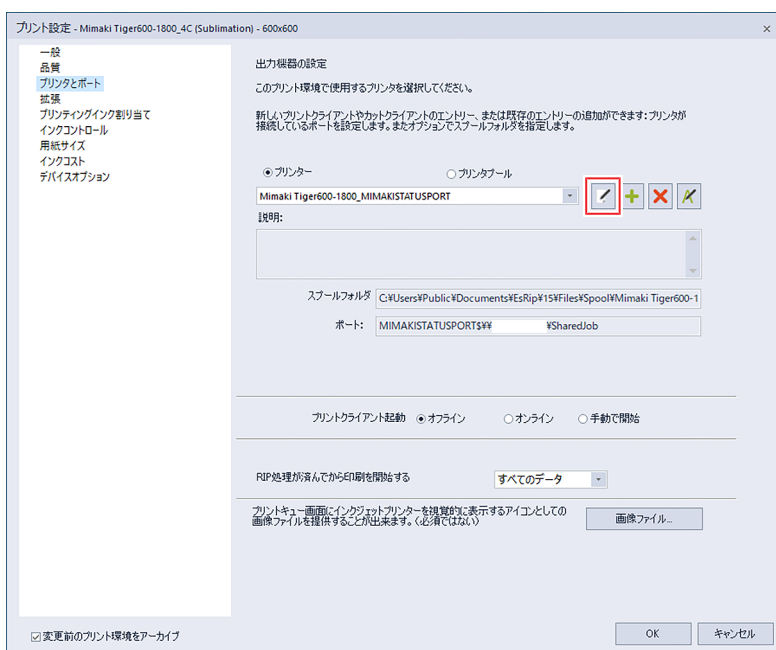 プリント設定 - Mimaki Tiger600-1800_4C (Sublimation) - 600x600
一般
品質
プリンタとポート
拡張
プリンティングインク割り当て
インクコントロール
用紙サイズ
インクコスト
デバイスオプション
出力機器の設定
このプリント環境で使用するプリンタを選択してください。
新しいプリントクライアントやカットクライアントのエントリー、または既存のエントリーの追加ができます：プリンタが
接続しているポートを設定します。またオプションでスプールフォルダを指定します。
プリンター
プリンタプール
Mimaki Tiger600-1800_MIMAKISTATUSPORT
説明:
スプールフォルダ
C:¥Users¥Public¥Documents¥EsRip¥15¥Files¥Spool¥Mimaki Tiger600-1
ポート:
MIMAKISTATUSPORT$¥¥ ¥SharedJob
プリントクライアント起動
オフライン
オンライン
手動で開始
RIP処理が済んでから印刷を開始する
すべてのデータ
プリントキュー画面にインクジェットプリンターを視覚的に表示するアイコンとしての
画像ファイルを提供することが出来ます。（必須ではない）
画像ファイル...
変更前のプリント環境をアーカイブ
OK
キャンセル